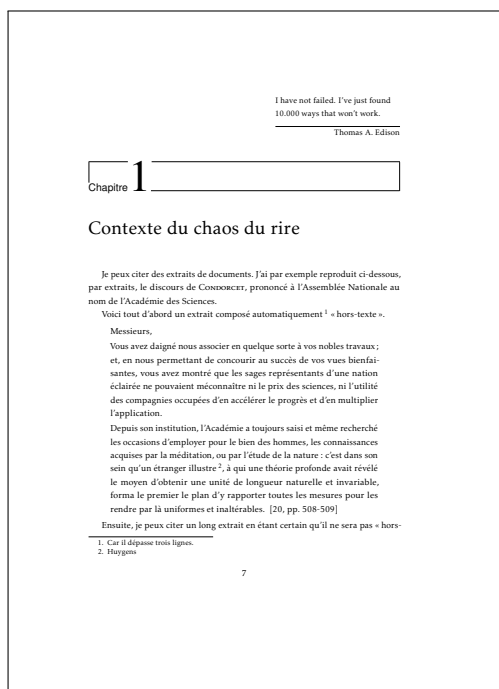 I have not failed. I've just found
10.000 ways that won't work.
Thomas A. Edison
Chapitre 1
Contexte du chaos du rire
Je peux citer des extraits de documents. J'ai par exemple reproduit ci-dessous,
par extraits, le discours de Condorcet, prononcé à l'Assemblée Nationale au
nom de l'Académie des Sciences.
Voici tout d'abord un extrait composé automatiquement 1 « hors-texte ».
Messieurs,
Vous avez daigné nous associer en quelque sorte à vos nobles travaux ;
et, en nous permettant de concourir au succès de vos vues bienfai-
santes, vous avez montré que les sages représentants d'une nation
éclairée ne pouvaient méconnaître ni le prix des sciences, ni l'utilité
des compagnies occupées d'en accélérer le progrès et d'en multiplier
l'application.
Depuis son institution, l'Académie a toujours saisi et même recherché
les occasions d'employer pour le bien des hommes, les connaissances
acquises par la méditation, ou par l'étude de la nature : c'est dans son
sein qu'un étranger illustre 2, à qui une théorie profonde avait révélé
le moyen d'obtenir une unité de longueur naturelle et invariable,
forma le premier le plan d'y rapporter toutes les mesures pour les
rendre par là uniformes et inaltérables. [20, pp. 508-509]
Ensuite, je peux citer un long extrait en étant certain qu'il ne sera pas « hors-
1. Car il dépasse trois lignes.
2. Huygens
7